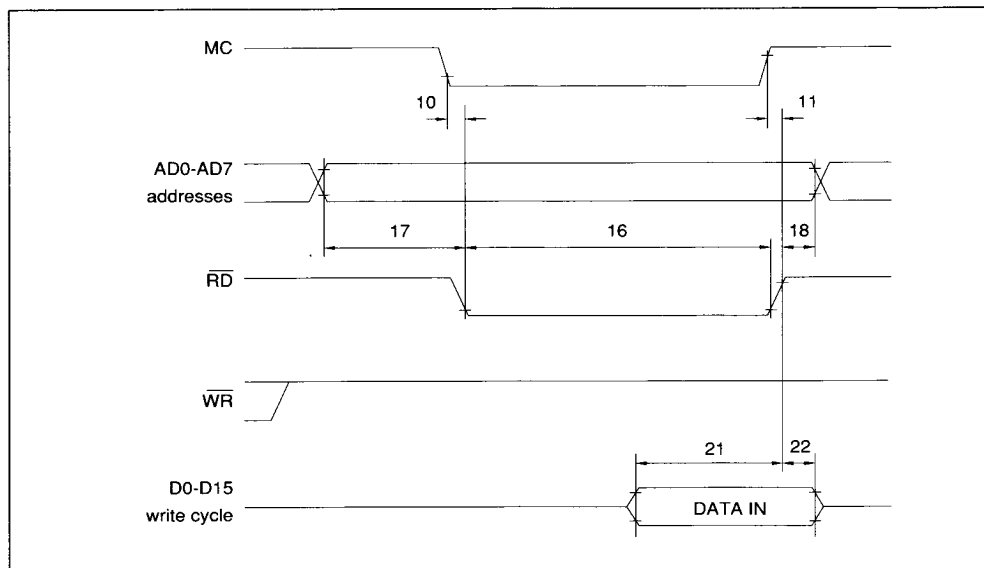 MC
10
11
AD0-AD7
addresses
17
16
18
RD
WR
21
22
D0-D15
write cycle
DATA IN